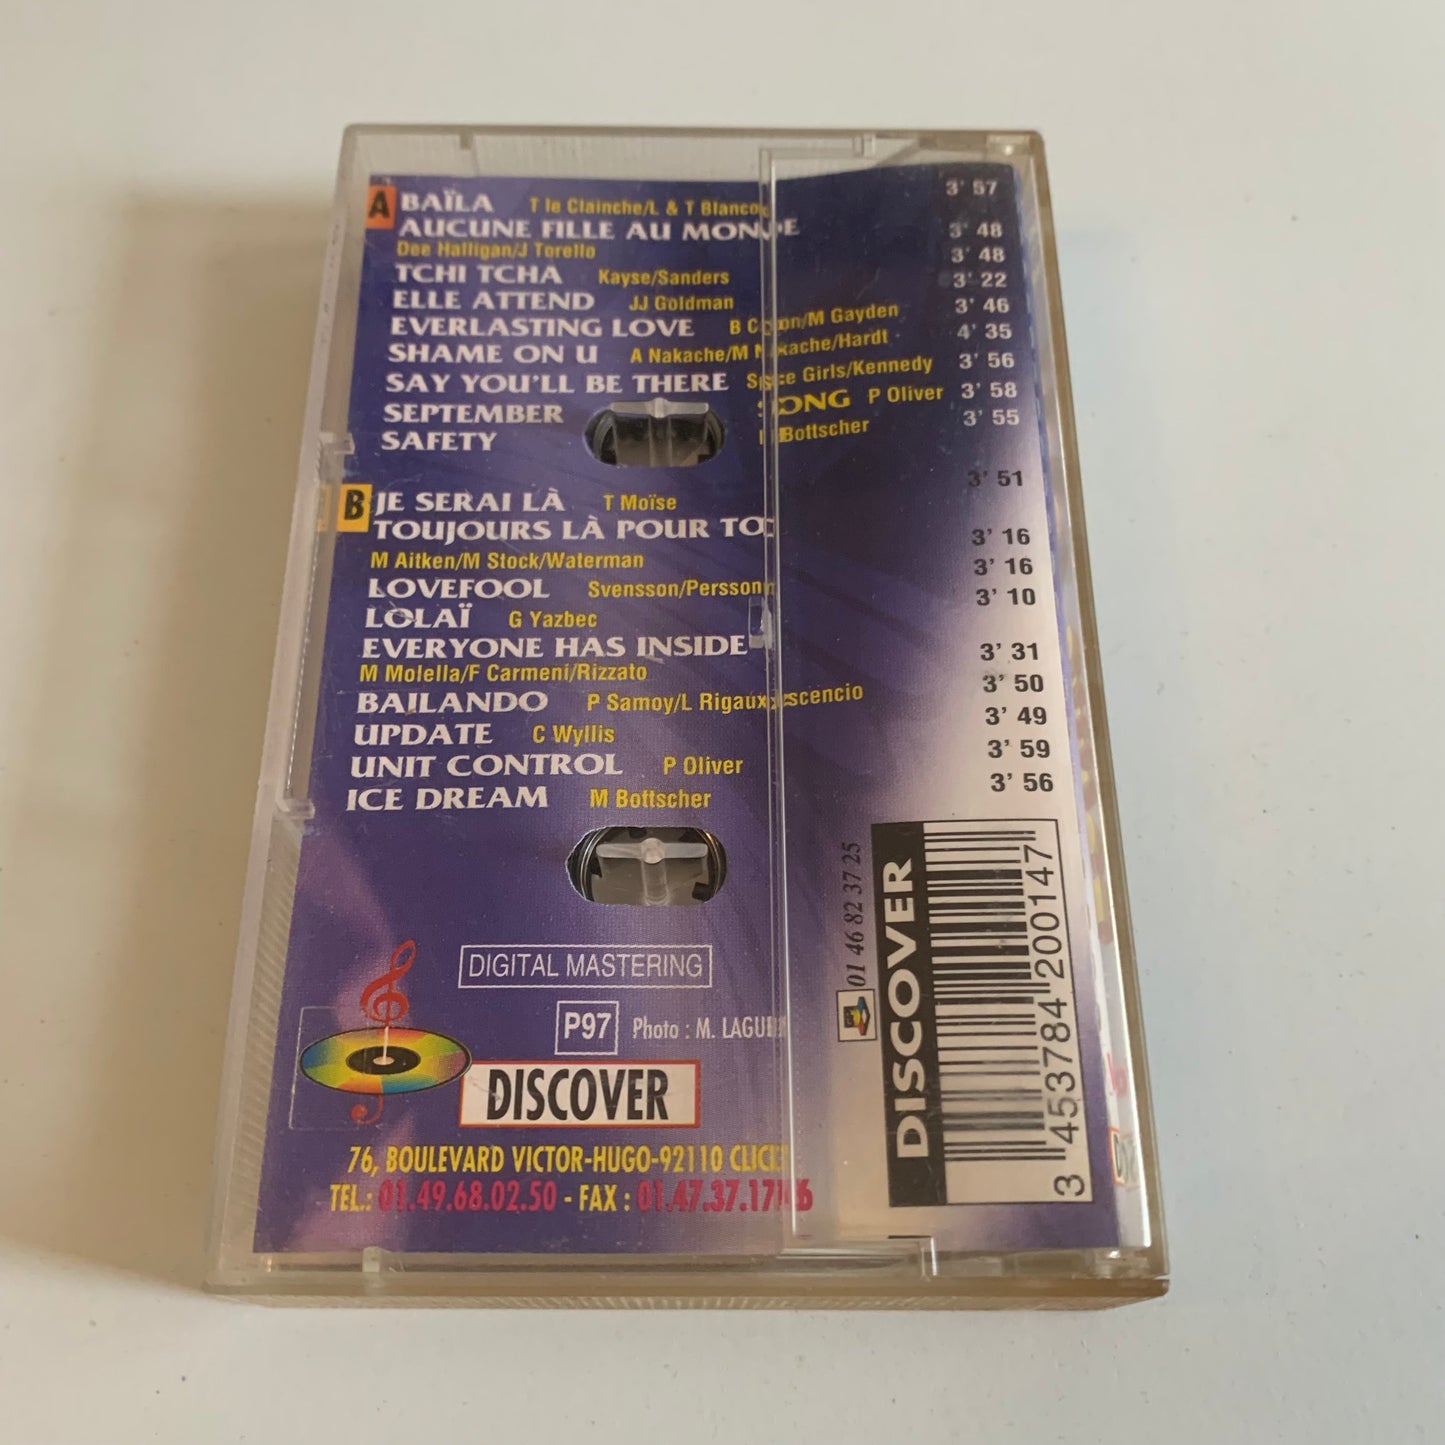 A BAÏLA T le Clainche/L & T Blanco 3' 57
AUCUNE FILLE AU MONDE 3' 48
Dee Halligan/J Torello 3' 48
TCHI TCHA Kayse/Sanders 3' 22
ELLE ATTEND JJ Goldman 3' 46
EVERLASTING LOVE B /M Gayden 4' 35
SHAME ON U A Nakache/M Nakache/Hardt 3' 56
SAY YOU'LL BE THERE Spice Girls/Kennedy 3' 58
SEPTEMBER SONG P Oliver 3' 55
SAFETY M Bottscher
B JE SERAI LÀ T Moïse 3' 51
TOUJOURS LÀ POUR TOI 3' 16
M Aitken/M Stock/Waterman 3' 16
LOVEFOOL Svensson/Persson 3' 10
LOLAÏ G Yazbec
EVERYONE HAS INSIDE 3' 31
M Molella/F Carmeni/Rizzato 3' 50
BAILANDO P Samoy/L Rigaux 3' 49
UPDATE C Wyllis 3' 59
UNIT CONTROL P Oliver 3' 56
ICE DREAM M Bottscher
DIGITAL MASTERING
P97 Photo : M.
DISCOVER
76, BOULEVARD VICTOR-HUGO-92110
TEL.: 01.49.68.02.50 - FAX :
01 46 82 37 25
DISCOVER
3 453784 200147